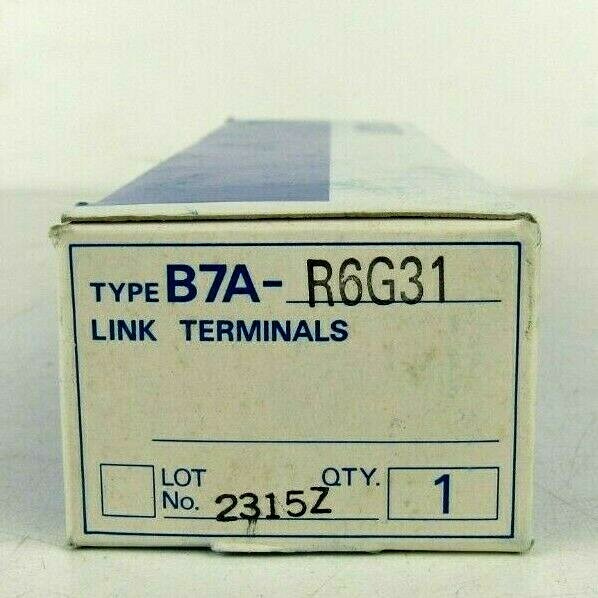 TYPE B7A- R6G31
LINK TERMINALS
LOT No. 2315Z QTY. 1